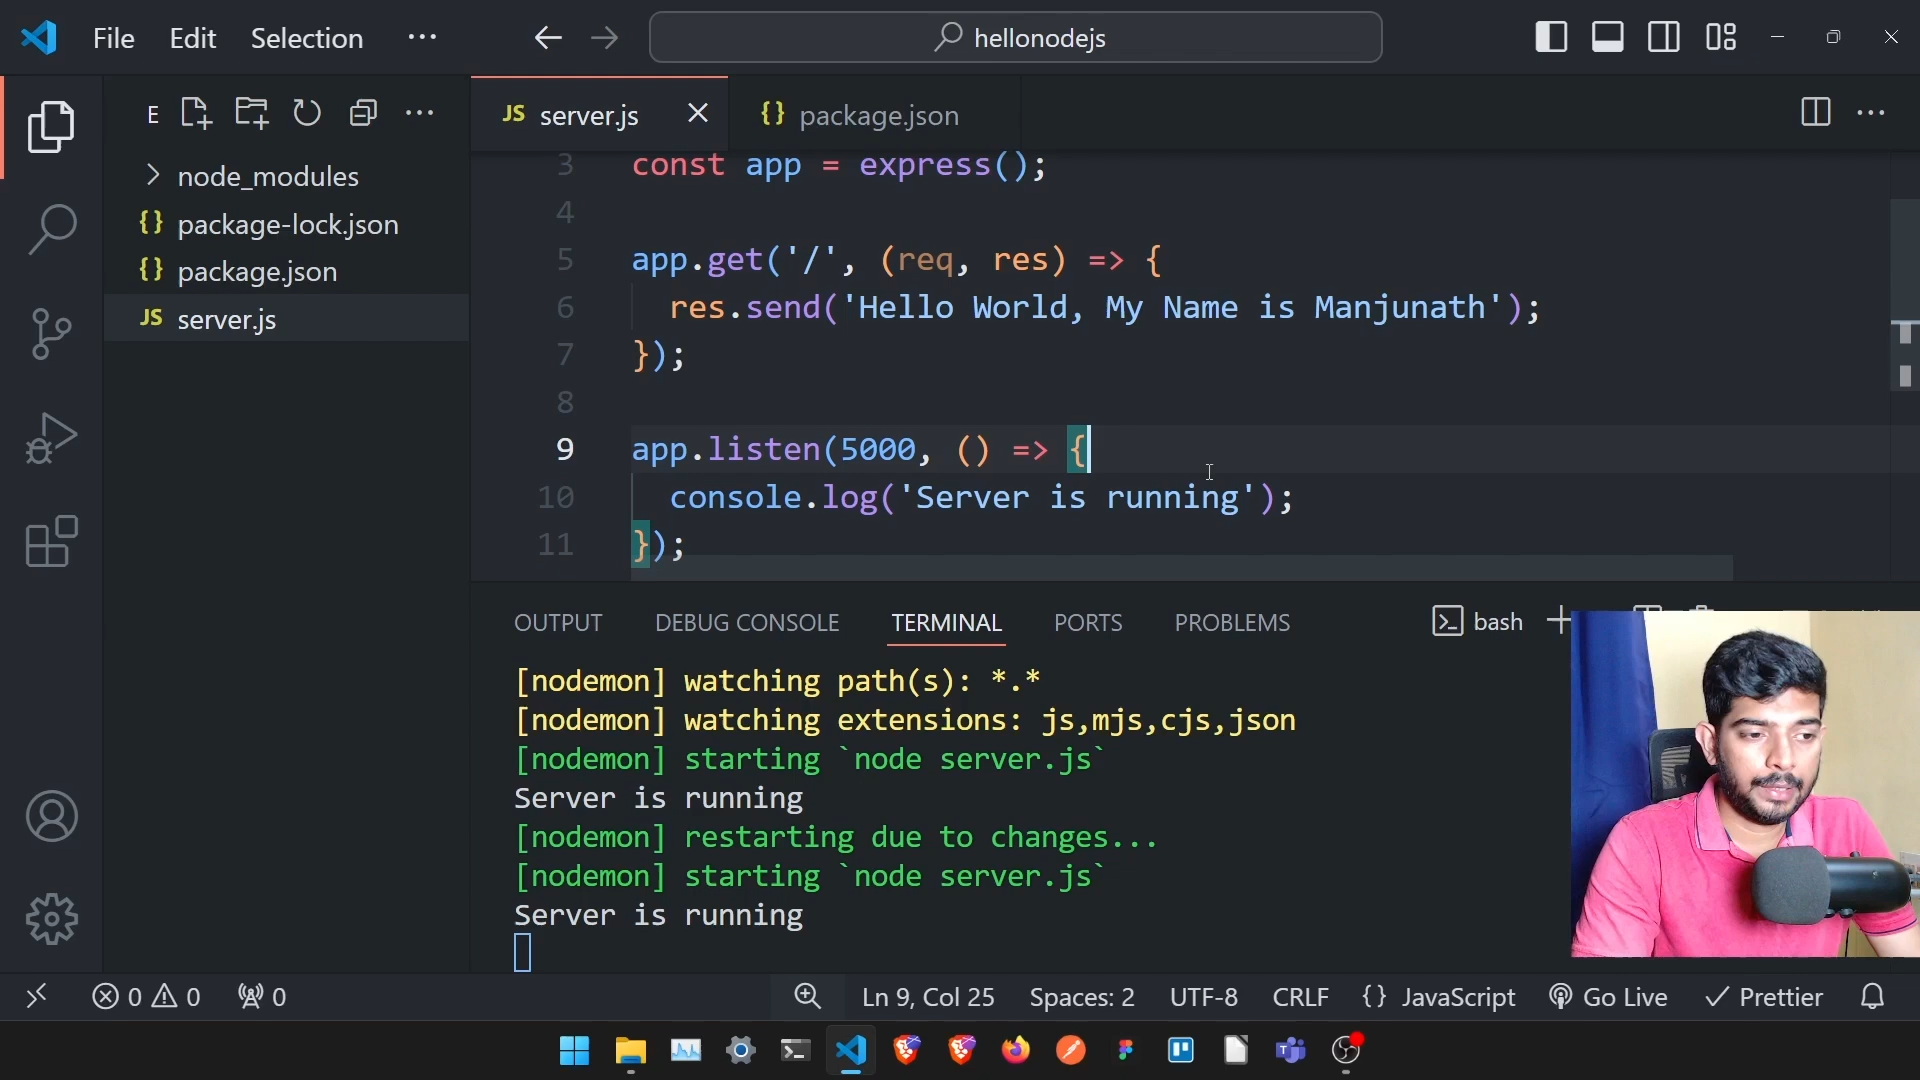 File Edit Selection ··· hellonodejs
E ···
node_modules
package-lock.json
package.json
JS server.js
JS server.js
{} package.json
3 const app = express();
4
5 app.get('/', (req, res) => {
6 res.send('Hello World, My Name is Manjunath');
7 });
8
9 app.listen(5000, () => {
10 console.log('Server is running');
11 });
OUTPUT DEBUG CONSOLE TERMINAL PORTS PROBLEMS bash
[nodemon] watching path(s): *.*
[nodemon] watching extensions: js,mjs,cjs,json
[nodemon] starting `node server.js`
Server is running
[nodemon] restarting due to changes...
[nodemon] starting `node server.js`
Server is running
0 0 0 Ln 9, Col 25 Spaces: 2 UTF-8 CRLF {} JavaScript Go Live Prettier